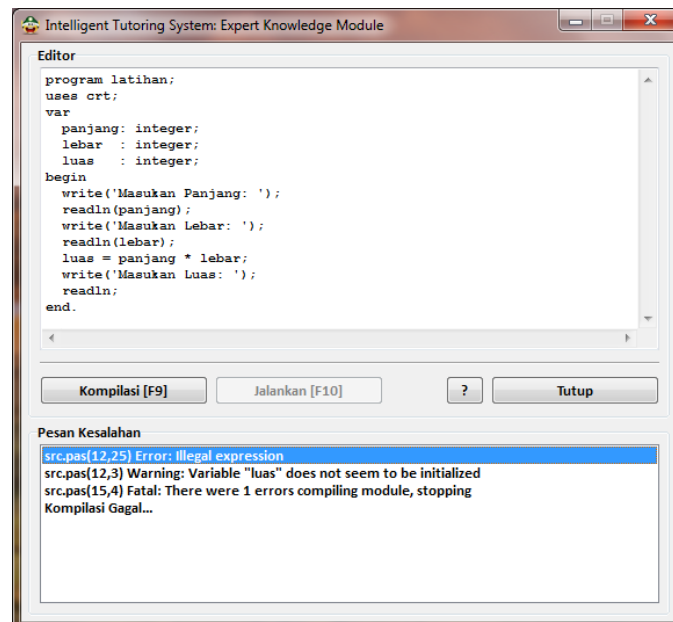 Intelligent Tutoring System: Expert Knowledge Module
Editor
program latihan;
uses crt;
var
  panjang: integer;
  lebar  : integer;
  luas   : integer;
begin
  write('Masukan Panjang: ');
  readln(panjang);
  write('Masukan Lebar: ');
  readln(lebar);
  luas = panjang * lebar;
  write('Masukan Luas: ');
  readln;
end.
Kompilasi [F9] Jalankan [F10] ? Tutup
Pesan Kesalahan
src.pas(12,25) Error: Illegal expression
src.pas(12,3) Warning: Variable "luas" does not seem to be initialized
src.pas(15,4) Fatal: There were 1 errors compiling module, stopping
Kompilasi Gagal...